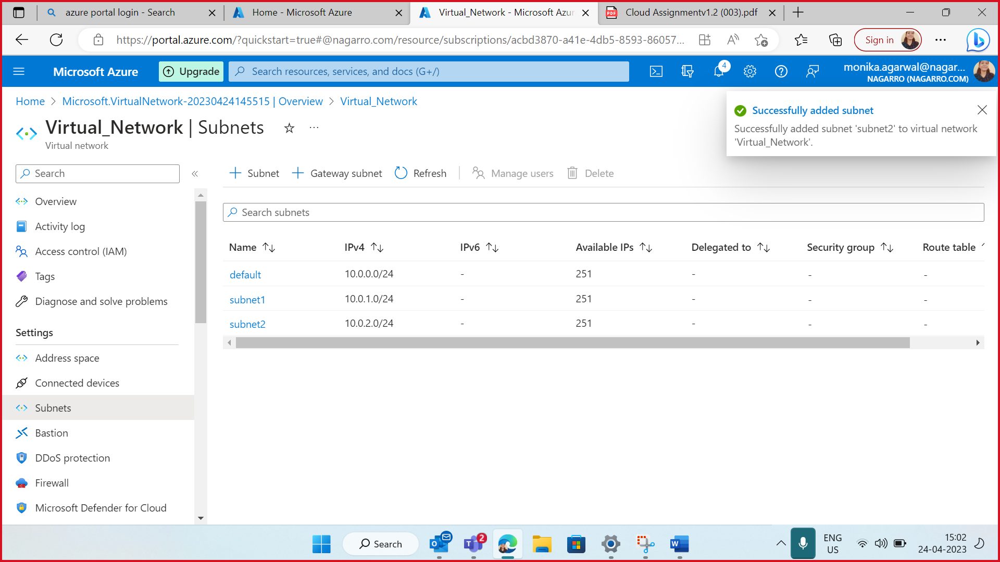 azure portal login - Search
Home - Microsoft Azure
Virtual_Network - Microsoft Azur
PDF
Cloud Assignmentv1.2 (003).pdf
https://portal.azure.com/?quickstart=true#@nagarro.com/resource/subscriptions/acbd3870-a41e-4db5-8593-86057...
Sign in
Microsoft Azure
Upgrade
Search resources, services, and docs (G+/)
4
monika.agarwal@nagar...
NAGARRO (NAGARRO.COM)
Home > Microsoft.VirtualNetwork-20230424145515 | Overview > Virtual_Network
Successfully added subnet
Successfully added subnet 'subnet2' to virtual network
'Virtual_Network'.
Virtual_Network | Subnets
Virtual network
Search
Subnet
Gateway subnet
Refresh
Manage users
Delete
Overview
Activity log
Access control (IAM)
Tags
Diagnose and solve problems
Settings
Address space
Connected devices
Subnets
Bastion
DDoS protection
Firewall
Microsoft Defender for Cloud
Search subnets
Name IPv4 IPv6 Available IPs Delegated to Security group Route table
default 10.0.0.0/24 - 251 - - -
subnet1 10.0.1.0/24 - 251 - - -
subnet2 10.0.2.0/24 - 251 - - -
Search
2
ENG
US
15:02
24-04-2023